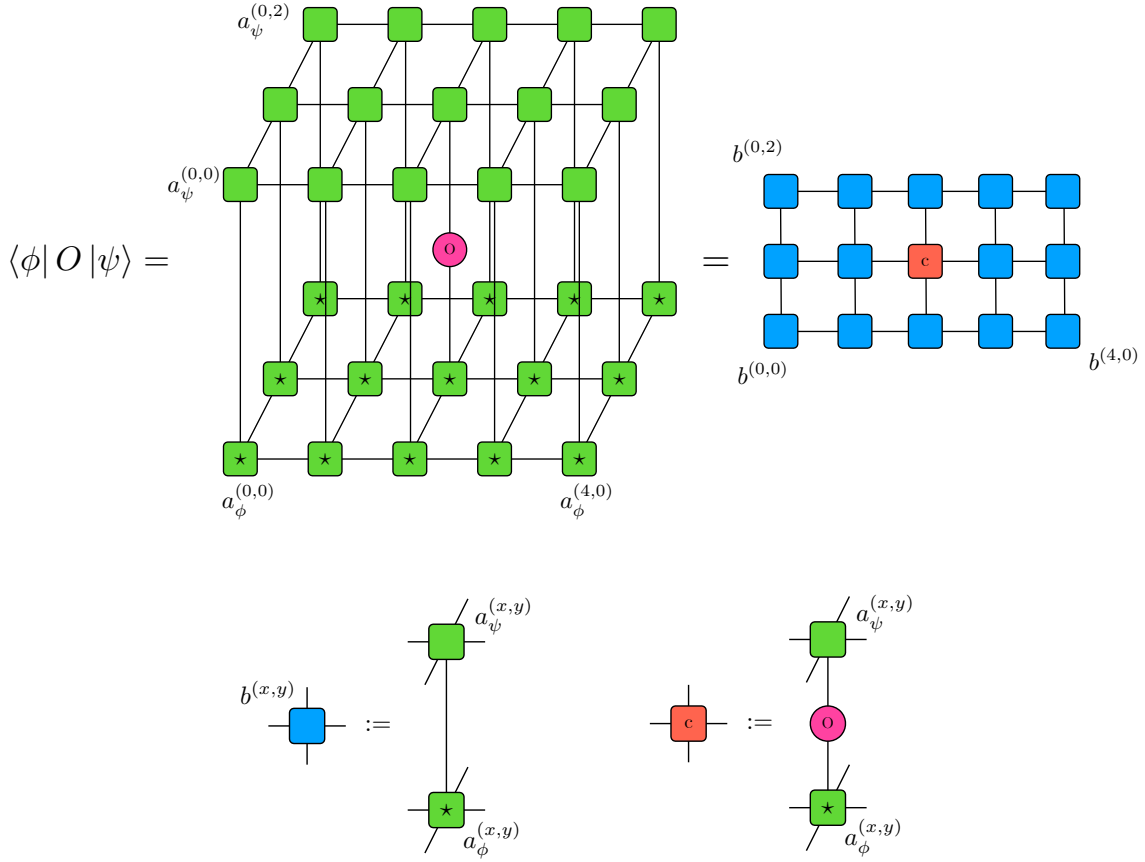 a_ψ^{(0,2)}
a_ψ^{(0,0)}
b^{(0,2)}
⟨ϕ| O |ψ⟩ =
O
=
c
⋆ ⋆ ⋆ ⋆ ⋆
⋆ ⋆ ⋆ ⋆ ⋆
b^{(0,0)} b^{(4,0)}
⋆ ⋆ ⋆ ⋆ ⋆
a_ϕ^{(0,0)} a_ϕ^{(4,0)}
a_ψ^{(x,y)} a_ψ^{(x,y)}
b^{(x,y)} := c := O
⋆ ⋆
a_ϕ^{(x,y)} a_ϕ^{(x,y)}